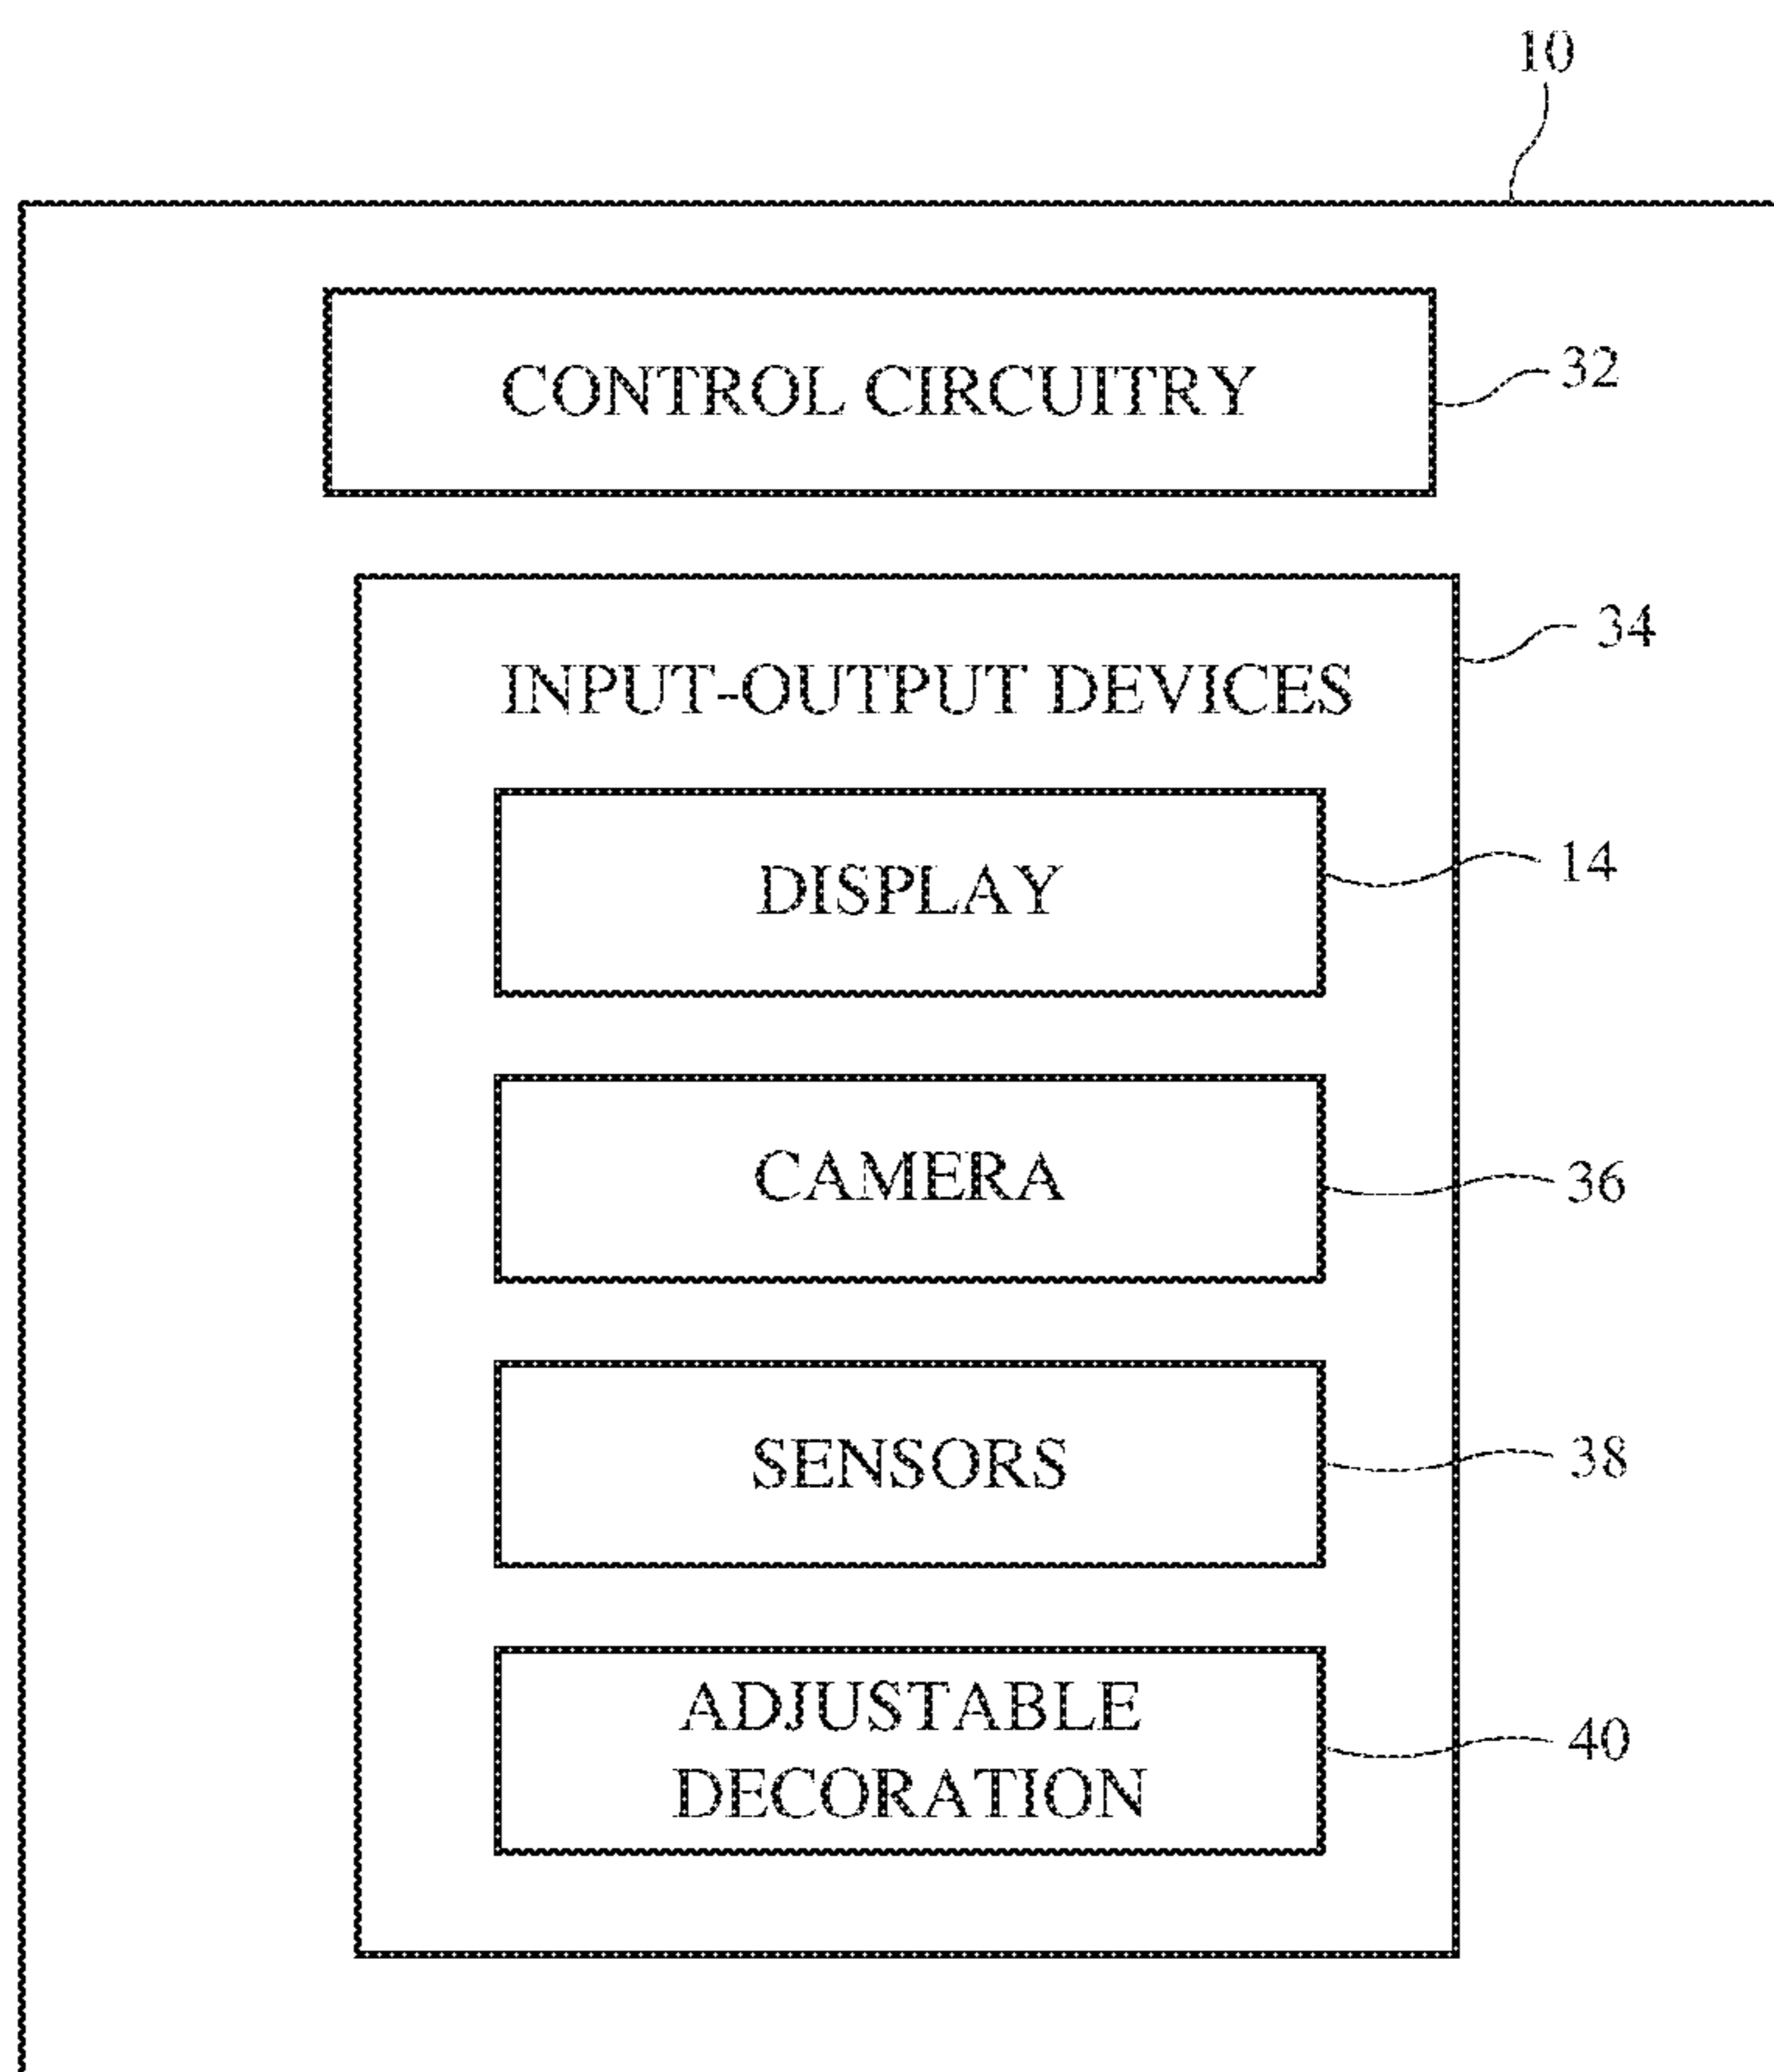 10
CONTROL CIRCUITRY
32
34
INPUT-OUTPUT DEVICES
DISPLAY
14
CAMERA
36
SENSORS
38
ADJUSTABLE
DECORATION
40